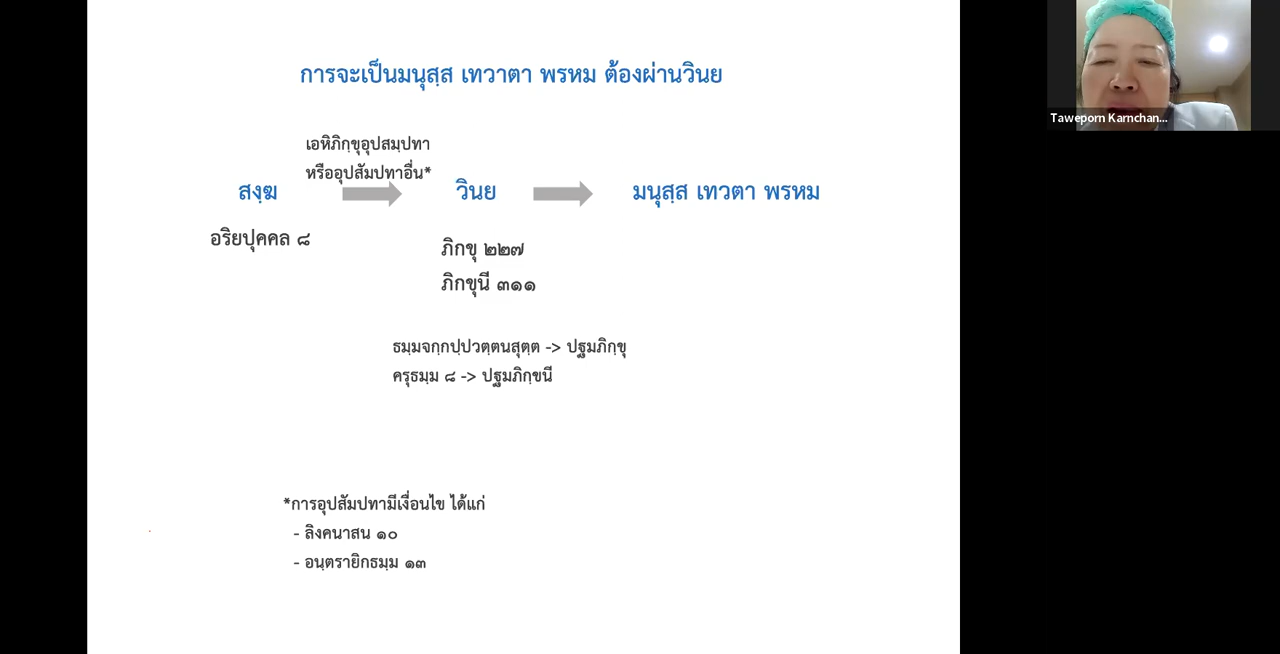 การจะเป็นมนุสฺส เทวาตา พรหม ต้องผ่านวินย
Taweporn Karnchan...
เอหิภิกฺขุอุปสมฺปทา
หรืออุปสัมปทาอื่น*
สงฺฆ
วินย
มนุสฺส เทวตา พรหม
อริยปุคคล ๘
ภิกขุ ๒๒๗
ภิกขุนี ๓๑๑
ธมฺมจกฺกปฺปวตฺตนสุตฺต -> ปฐมภิกฺขุ
ครุธมฺม ๘ -> ปฐมภิกฺขนี
*การอุปสัมปทามีเงื่อนไข ได้แก่
- ลิงคนาสน ๑๐
- อนฺตรายิกธมฺม ๑๓